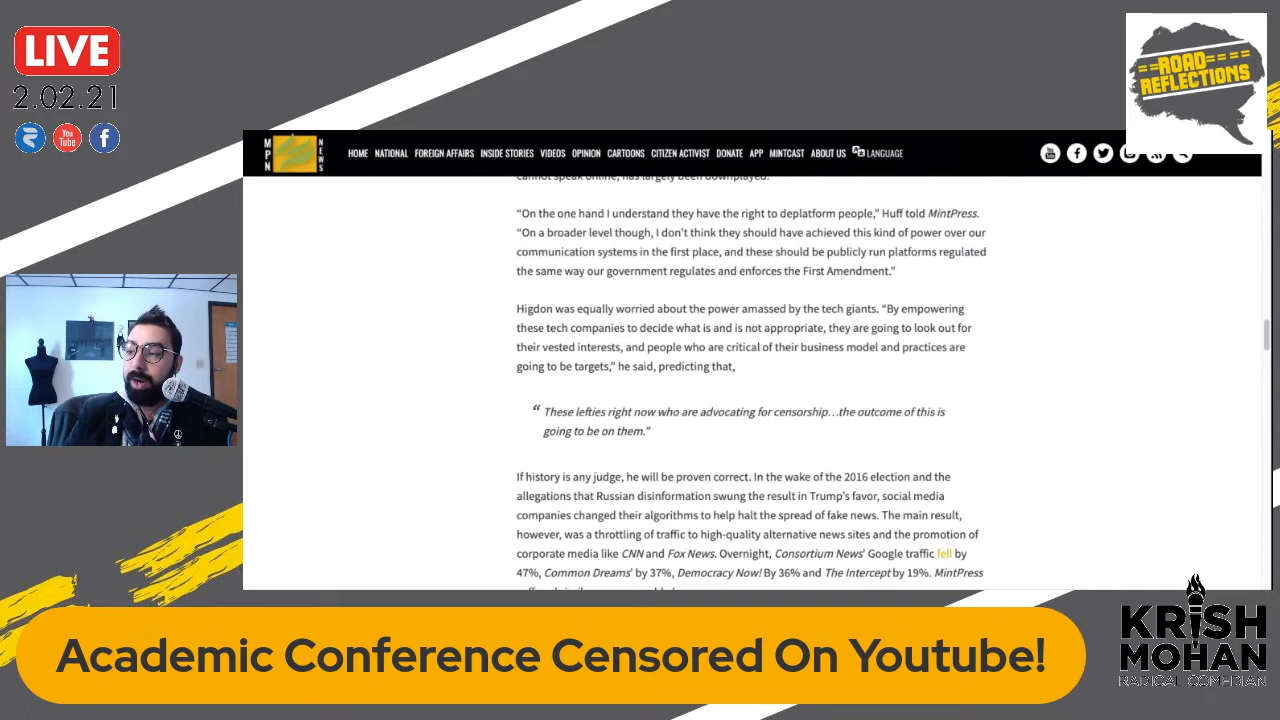 LIVE
2.02.21
You
Tube
f
==ROAD====
REFLECTIONS
MPN
NEWS
HOME NATIONAL FOREIGN AFFAIRS INSIDE STORIES VIDEOS OPINION CARTOONS CITIZEN ACTIVIST DONATE APP MINTCAST ABOUT US LANGUAGE
cannot speak online, has largely been downplayed.
“On the one hand I understand they have the right to deplatform people,” Huff told MintPress.
“On a broader level though, I don’t think they should have achieved this kind of power over our
communication systems in the first place, and these should be publicly run platforms regulated
the same way our government regulates and enforces the First Amendment.”
Higdon was equally worried about the power amassed by the tech giants. “By empowering
these tech companies to decide what is and is not appropriate, they are going to look out for
their vested interests, and people who are critical of their business model and practices are
going to be targets,” he said, predicting that,
“ These lefties right now who are advocating for censorship…the outcome of this is
going to be on them.”
If history is any judge, he will be proven correct. In the wake of the 2016 election and the
allegations that Russian disinformation swung the result in Trump’s favor, social media
companies changed their algorithms to help halt the spread of fake news. The main result,
however, was a throttling of traffic to high-quality alternative news sites and the promotion of
corporate media like CNN and Fox News. Overnight, Consortium News’ Google traffic fell by
47%, Common Dreams’ by 37%, Democracy Now! By 36% and The Intercept by 19%. MintPress
Academic Conference Censored On Youtube!
KRISH
MOHAN
RADICAL COMEDIAN